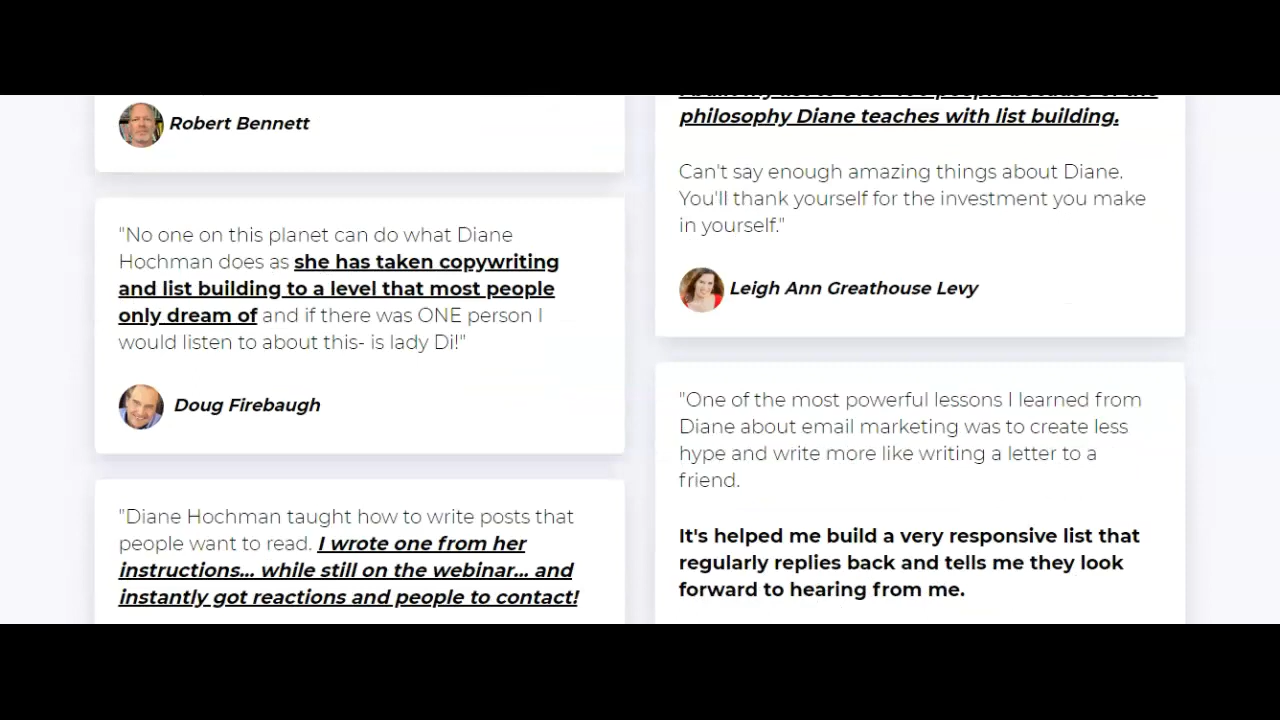 Robert Bennett
"No one on this planet can do what Diane
Hochman does as she has taken copywriting
and list building to a level that most people
only dream of and if there was ONE person I
would listen to about this- is lady Di!"
Doug Firebaugh
"Diane Hochman taught how to write posts that
people want to read. I wrote one from her
instructions... while still on the webinar... and
instantly got reactions and people to contact!
philosophy Diane teaches with list building.
Can't say enough amazing things about Diane.
You'll thank yourself for the investment you make
in yourself."
Leigh Ann Greathouse Levy
"One of the most powerful lessons I learned from
Diane about email marketing was to create less
hype and write more like writing a letter to a
friend.
It's helped me build a very responsive list that
regularly replies back and tells me they look
forward to hearing from me.